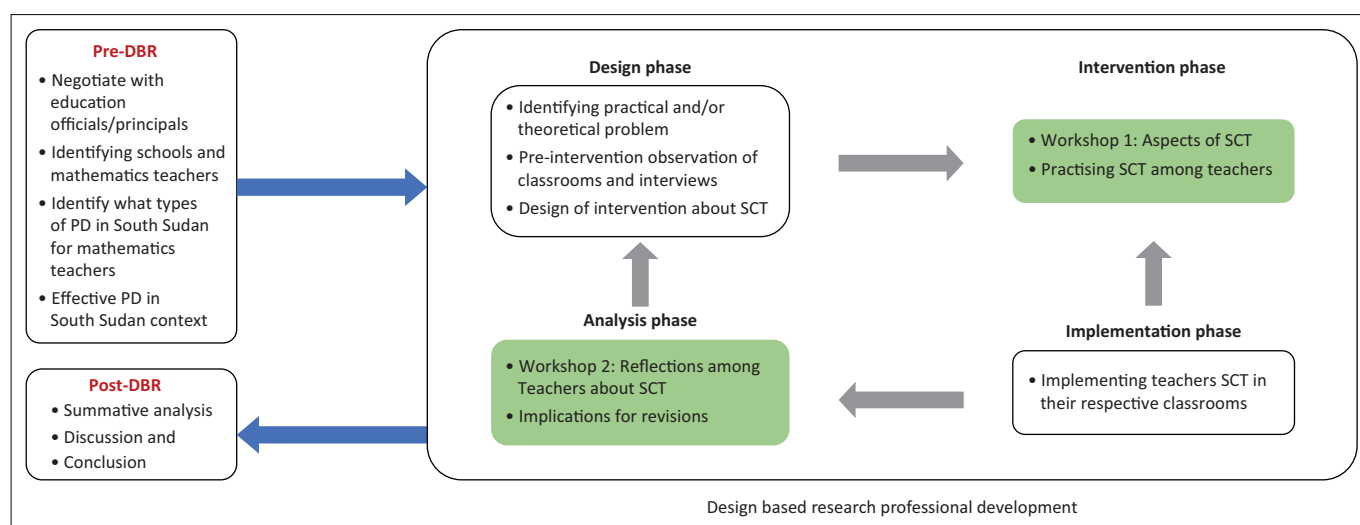 Pre-DBR
• Negotiate with
education
officials/principals
• Identifying schools and
mathematics teachers
• Identify what types
of PD in South Sudan
for mathematics
teachers
• Effective PD in
South Sudan context
Post-DBR
• Summative analysis
• Discussion and
• Conclusion
Design phase
• Identifying practical and/or
theoretical problem
• Pre-intervention observation of
classrooms and interviews
• Design of intervention about SCT
Intervention phase
• Workshop 1: Aspects of SCT
• Practising SCT among teachers
Analysis phase
• Workshop 2: Reflections among
Teachers about SCT
• Implications for revisions
Implementation phase
• Implementing teachers SCT in
their respective classrooms
Design based research professional development